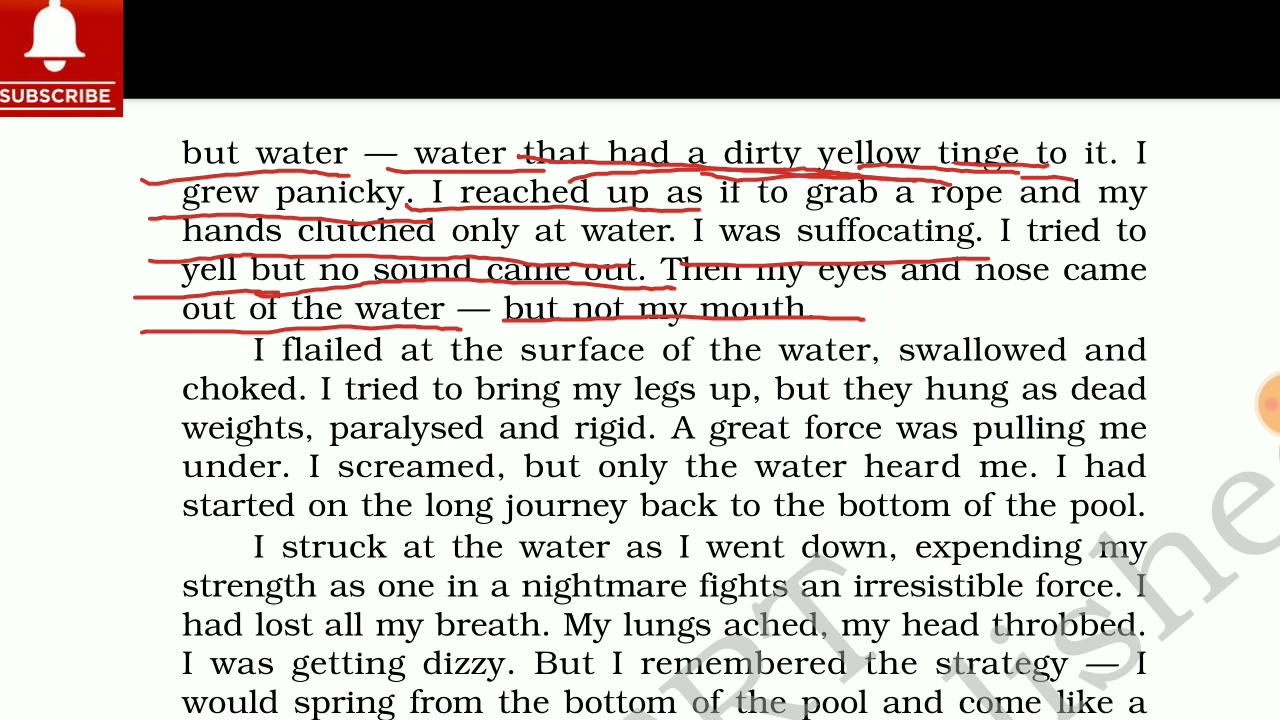 SUBSCRIBE
but water — water that had a dirty yellow tinge to it. I
grew panicky. I reached up as if to grab a rope and my
hands clutched only at water. I was suffocating. I tried to
yell but no sound came out. Then my eyes and nose came
out of the water — but not my mouth.
I flailed at the surface of the water, swallowed and
choked. I tried to bring my legs up, but they hung as dead
weights, paralysed and rigid. A great force was pulling me
under. I screamed, but only the water heard me. I had
started on the long journey back to the bottom of the pool.
I struck at the water as I went down, expending my
strength as one in a nightmare fights an irresistible force. I
had lost all my breath. My lungs ached, my head throbbed.
I was getting dizzy. But I remembered the strategy — I
would spring from the bottom of the pool and come like a